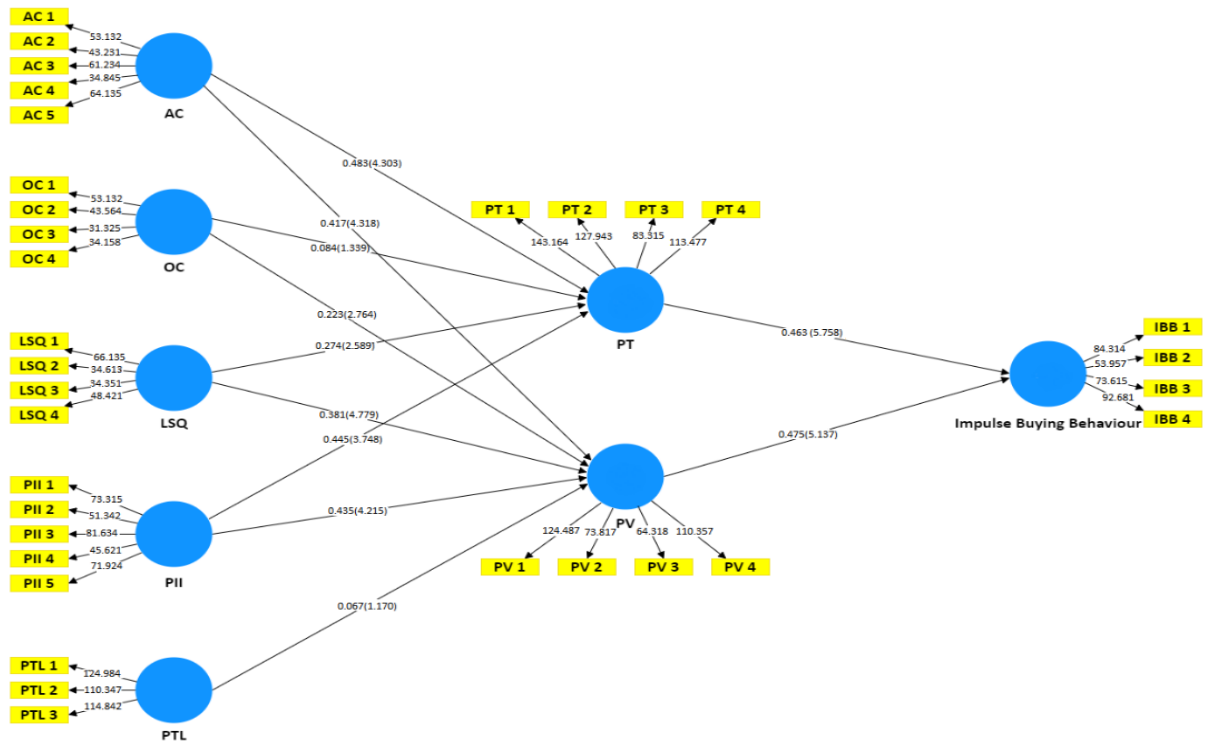 AC 1
AC 2
AC 3
AC 4
AC 5
53.132
43.231
61.234
34.845
64.135
AC
OC 1
OC 2
OC 3
OC 4
53.132
43.564
31.325
34.158
OC
LSQ 1
LSQ 2
LSQ 3
LSQ 4
66.135
34.613
34.351
48.421
LSQ
PII 1
PII 2
PII 3
PII 4
PII 5
73.315
51.342
81.634
45.621
71.924
PII
PTL 1
PTL 2
PTL 3
124.984
110.347
114.842
PTL
0.483(4.303)
0.417(4.318)
0.084(1.339)
0.223(2.764)
0.274(2.589)
0.381(4.779)
0.445(3.748)
0.435(4.215)
0.067(1.170)
PT 1
PT 2
PT 3
PT 4
143.164
127.943
83.315
113.477
PT
PV
124.487
73.817
64.318
110.357
PV 1
PV 2
PV 3
PV 4
0.463 (5.758)
0.475(5.137)
IBB 1
IBB 2
IBB 3
IBB 4
84.314
53.957
73.615
92.681
Impulse Buying Behaviour